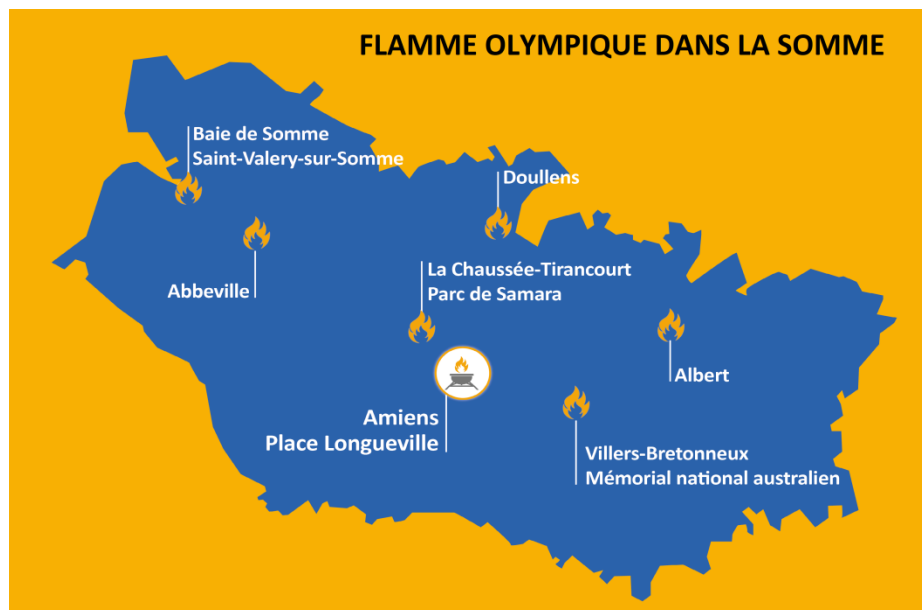 FLAMME OLYMPIQUE DANS LA SOMME
Baie de Somme
Saint-Valery-sur-Somme
Doullens
Abbeville
La Chaussée-Tirancourt
Parc de Samara
Albert
Amiens
Place Longueville
Villers-Bretonneux
Mémorial national australien